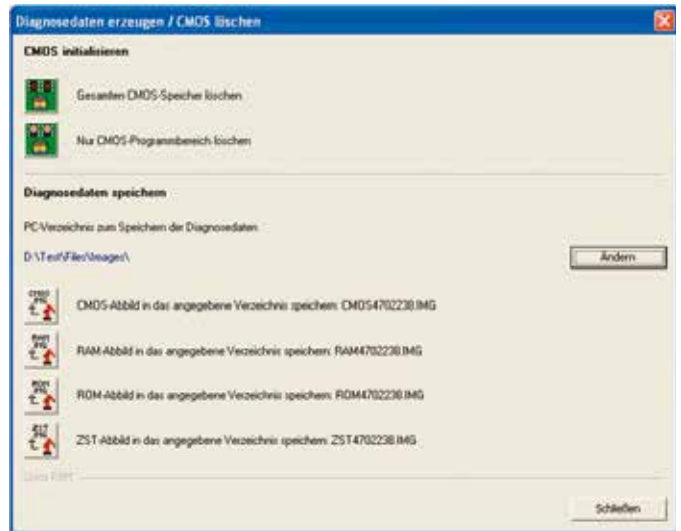 Diagnosedaten erzeugen / CMOS löschen
CMOS initialisieren
Gesamten CMOS-Speicher löschen
Nur CMOS-Programmbereich löschen
Diagnosedaten speichern
PC-Verzeichnis zum Speichern der Diagnosedaten
D:\Test\Files\Images\
Ändern
CMOS-Abbild in das angegebene Verzeichnis speichern: CMOS4702238.IMG
RAM-Abbild in das angegebene Verzeichnis speichern: RAM4702238.IMG
ROM-Abbild in das angegebene Verzeichnis speichern: ROM4702238.IMG
ZST-Abbild in das angegebene Verzeichnis speichern: ZST4702238.IMG
Schließen